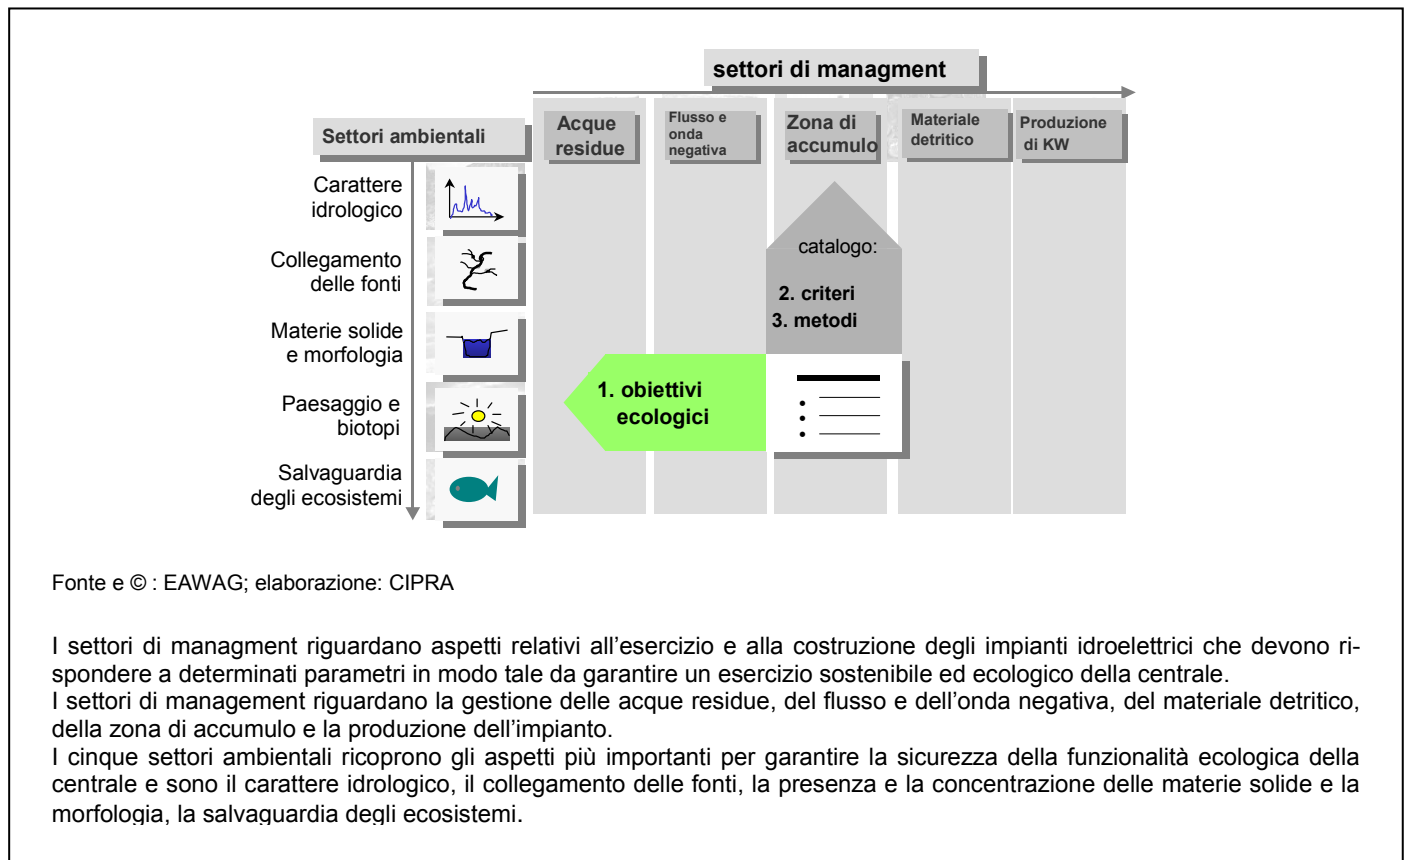 settori di managment
Settori ambientali
Acque
residue
Flusso e
onda
negativa
Zona di
accumulo
Materiale
detritico
Produzione
di KW
Carattere
idrologico
Collegamento
delle fonti
Materie solide
e morfologia
Paesaggio e
biotopi
Salvaguardia
degli ecosistemi
catalogo:
2. criteri
3. metodi
1. obiettivi
ecologici
Fonte e © : EAWAG; elaborazione: CIPRA
I settori di managment riguardano aspetti relativi all'esercizio e alla costruzione degli impianti idroelettrici che devono ri-
spondere a determinati parametri in modo tale da garantire un esercizio sostenibile ed ecologico della centrale.
I settori di management riguardano la gestione delle acque residue, del flusso e dell'onda negativa, del materiale detritico,
della zona di accumulo e la produzione dell'impianto.
I cinque settori ambientali ricoprono gli aspetti più importanti per garantire la sicurezza della funzionalità ecologica della
centrale e sono il carattere idrologico, il collegamento delle fonti, la presenza e la concentrazione delle materie solide e la
morfologia, la salvaguardia degli ecosistemi.